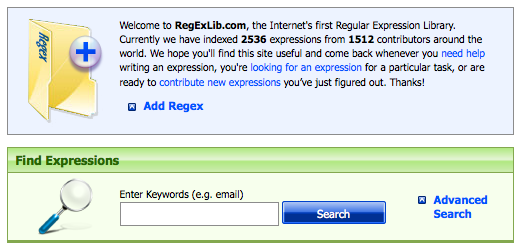 Regex
Welcome to RegExLib.com, the Internet's first Regular Expression Library.
Currently we have indexed 2536 expressions from 1512 contributors around the
world. We hope you'll find this site useful and come back whenever you need help
writing an expression, you're looking for an expression for a particular task, or are
ready to contribute new expressions you've just figured out. Thanks!
Add Regex
Find Expressions
Enter Keywords (e.g. email)
Search
Advanced
Search